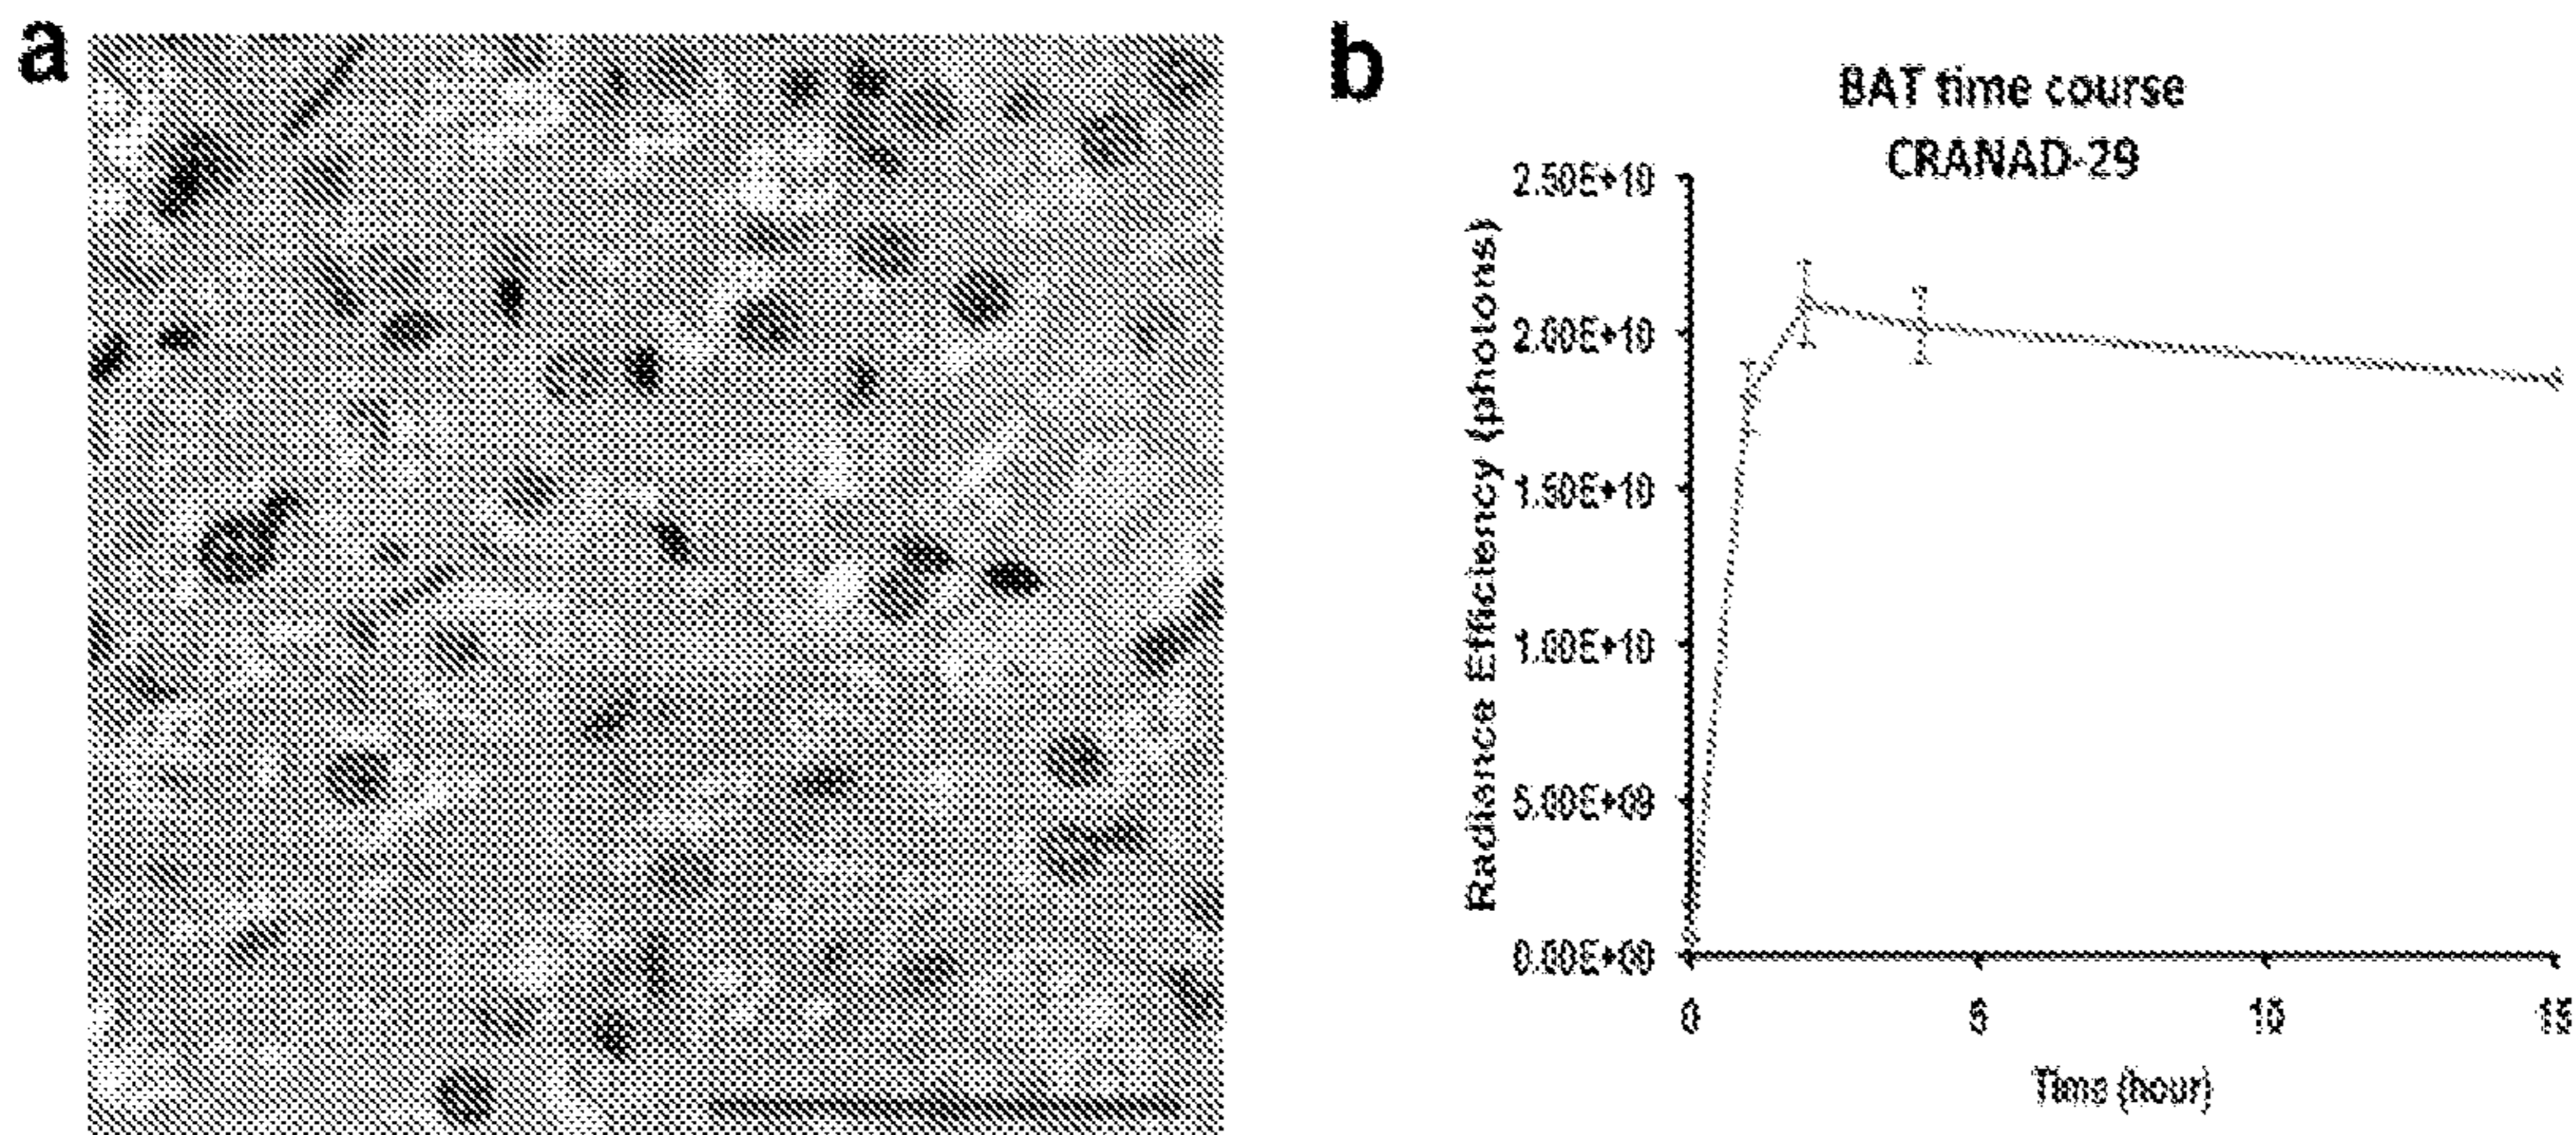 a
b
BAT time course
CRANAD-29
Radiance Efficiency (photons)
2.50E+10
2.00E+10
1.50E+10
1.00E+10
5.00E+09
0.00E+00
0
5
10
15
Time (hour)